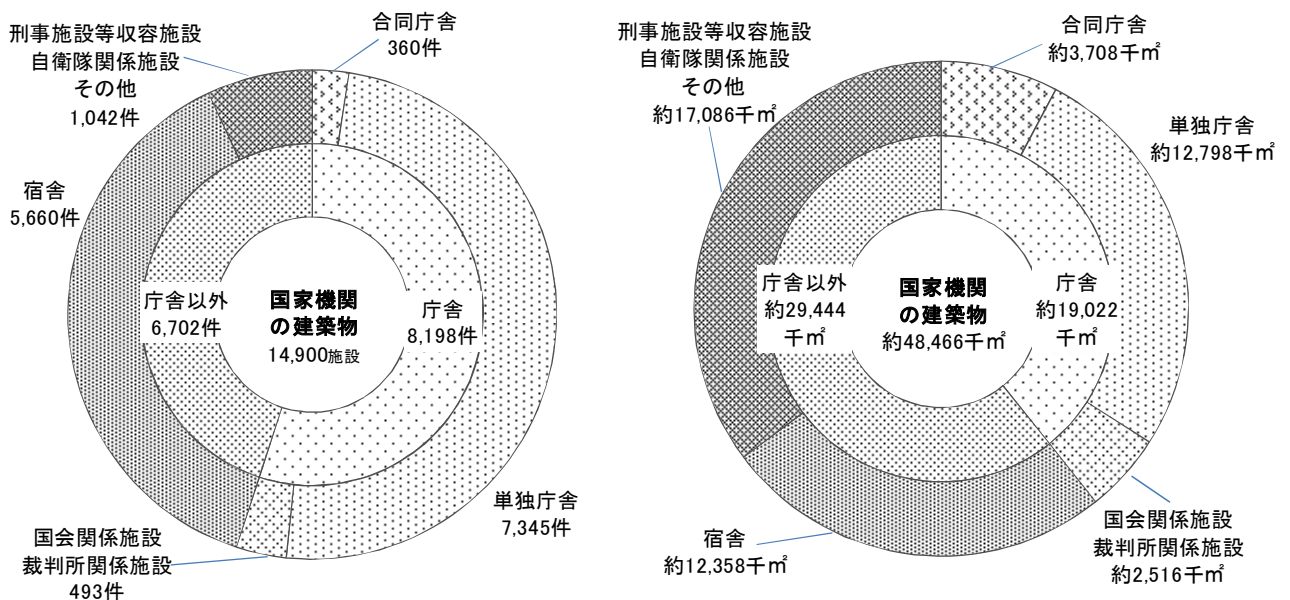 刑事施設等収容施設
自衛隊関係施設
その他
1,042件
合同庁舎
360件
宿舎
5,660件
庁舎以外
6,702件
国家機関
の建築物
14,900施設
庁舎
8,198件
単独庁舎
7,345件
国会関係施設
裁判所関係施設
493件
刑事施設等収容施設
自衛隊関係施設
その他
約17,086千㎡
合同庁舎
約3,708千㎡
単独庁舎
約12,798千㎡
庁舎以外
約29,444
千㎡
国家機関
の建築物
約48,466千㎡
庁舎
約19,022
千㎡
宿舎
約12,358千㎡
国会関係施設
裁判所関係施設
約2,516千㎡